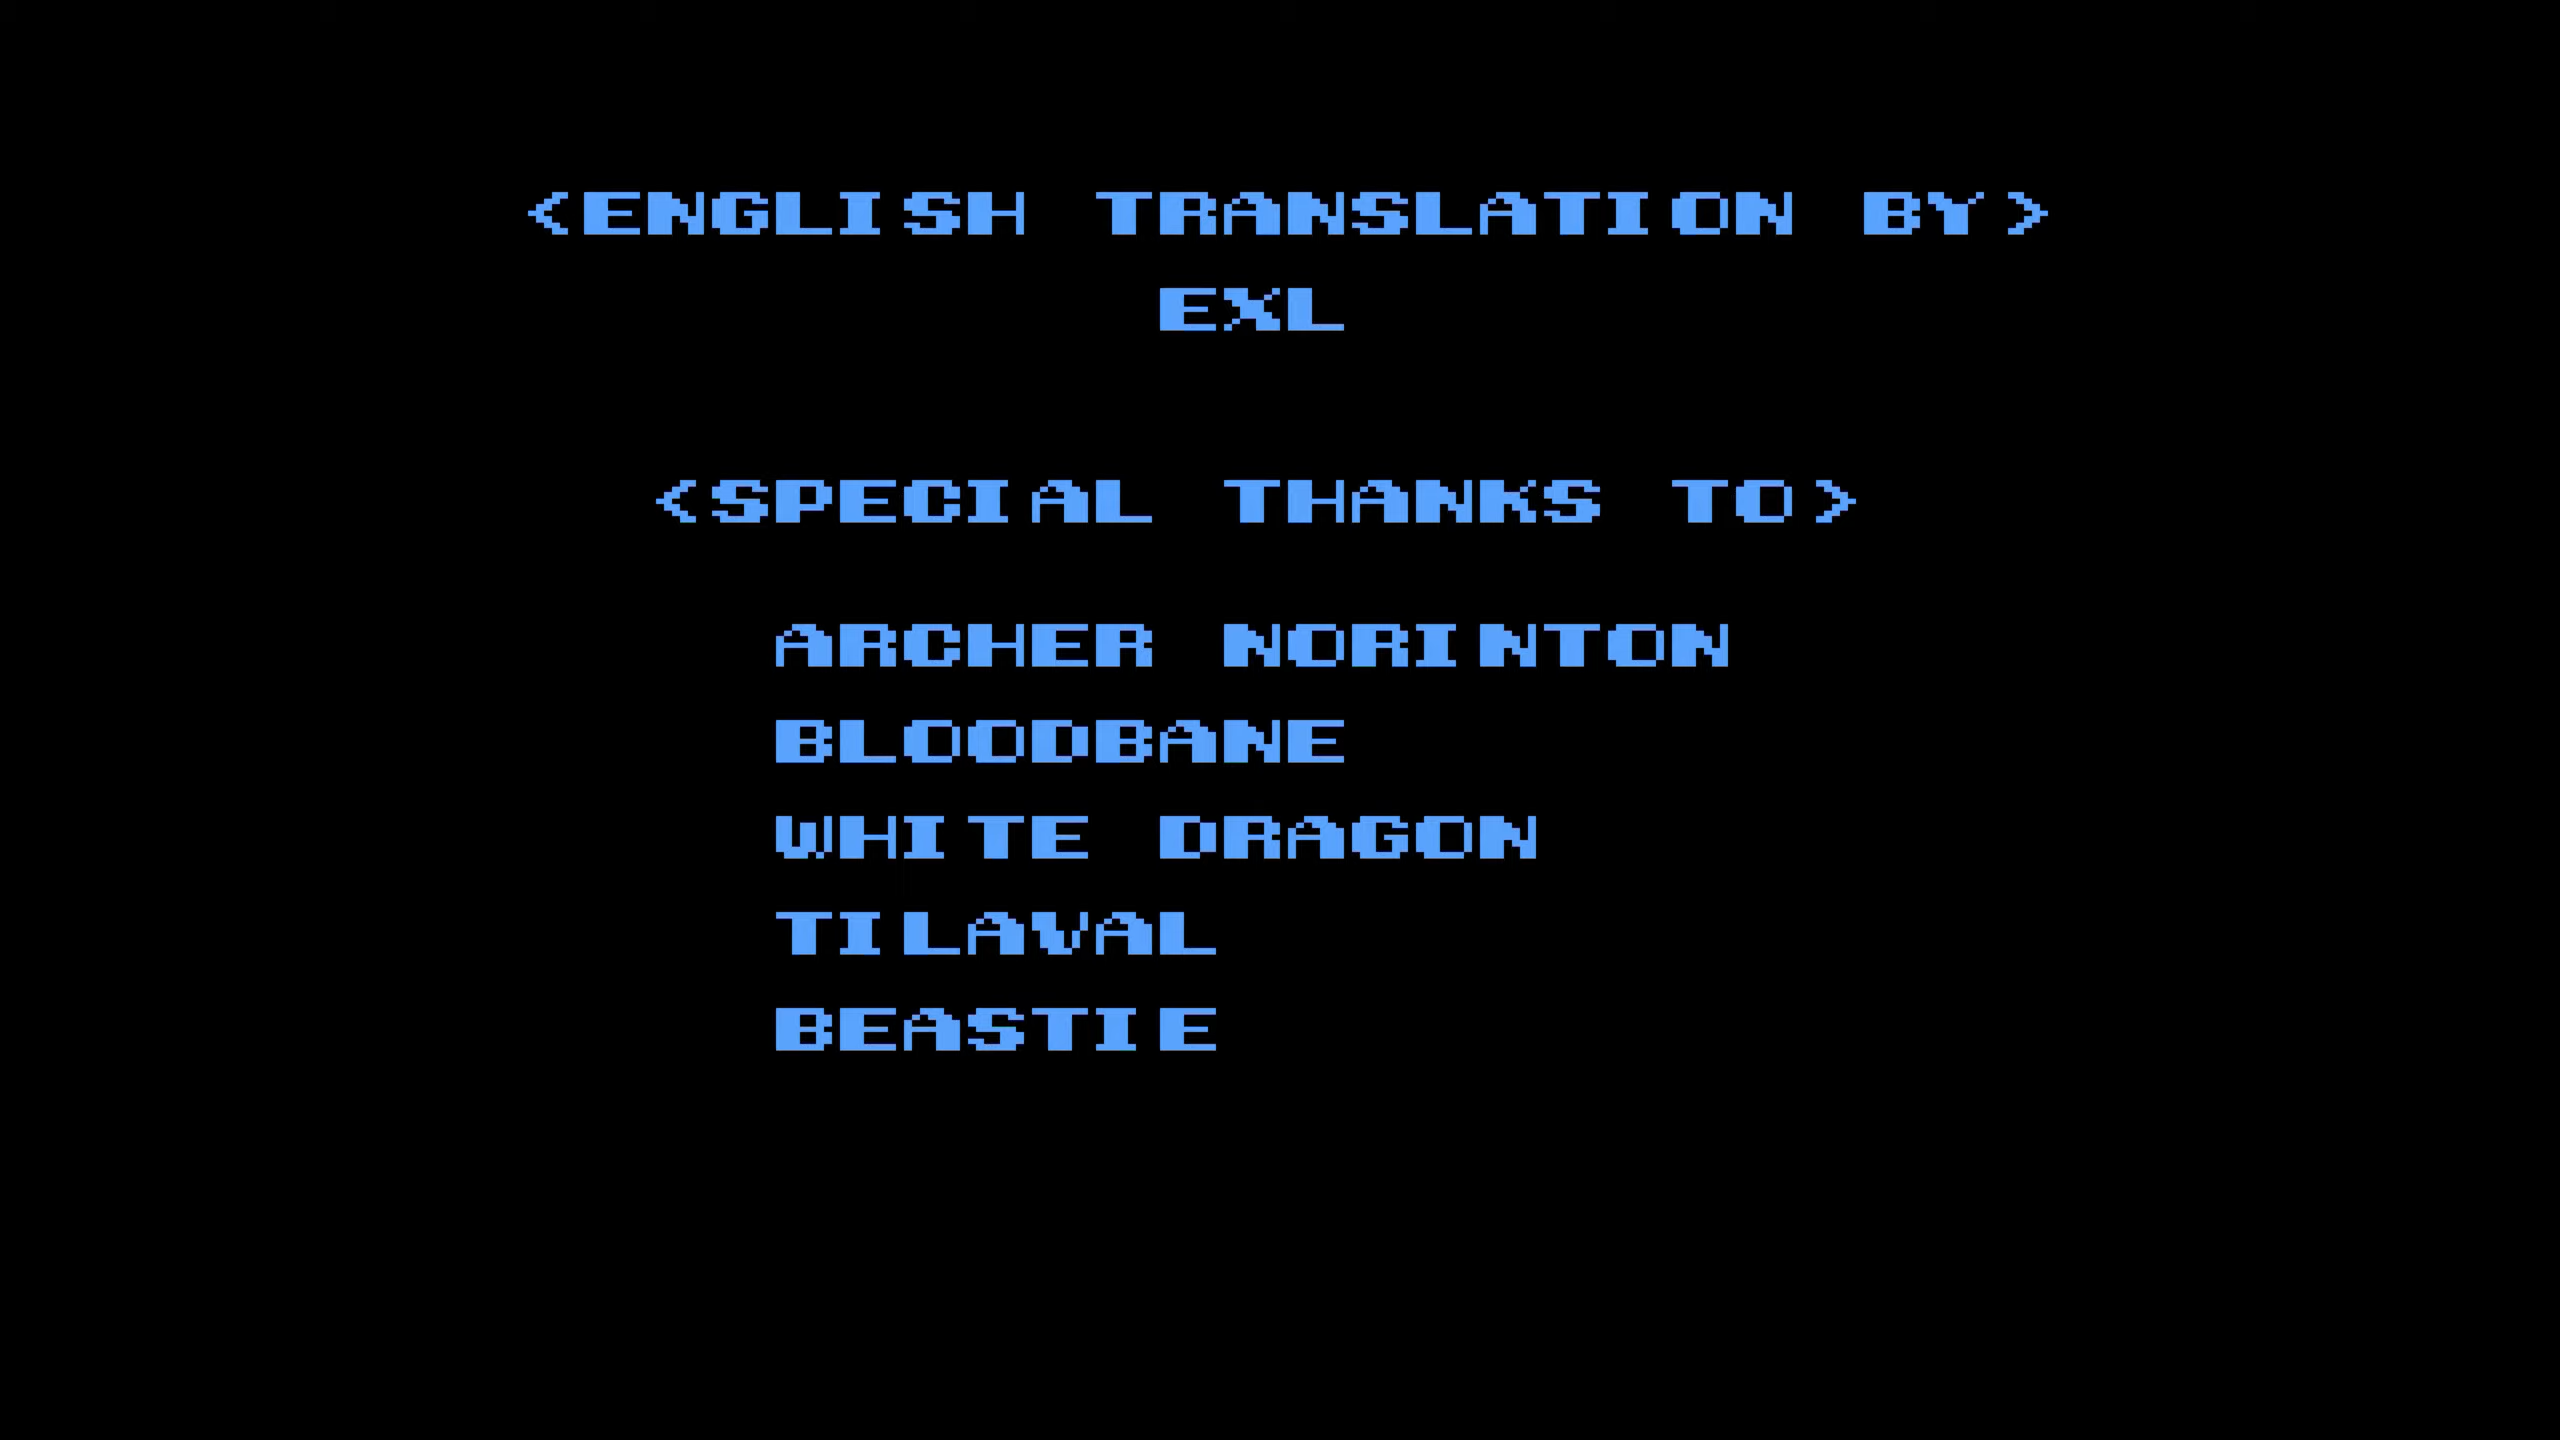 <ENGLISH TRANSLATION BY>
EXL
<SPECIAL THANKS TO>
ARCHER NORINTON
BLOODBANE
WHITE DRAGON
TILAVAL
BEASTIE